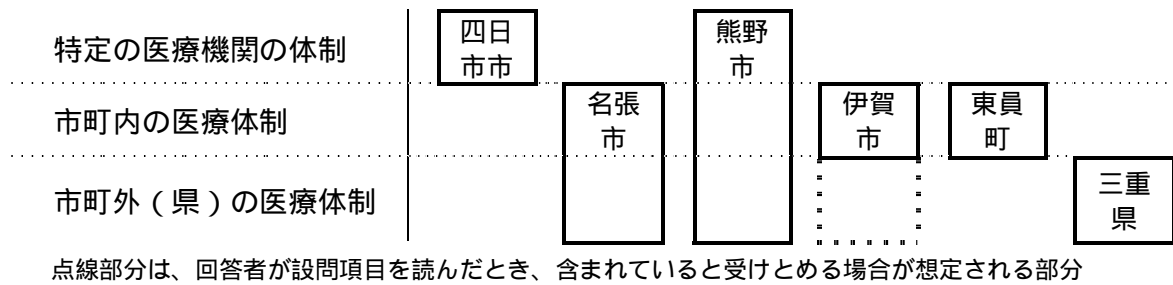 特定の医療機関の体制
四日
市市
熊野
市
市町内の医療体制
名張
市
伊賀
市
東員
町
市町外(県)の医療体制
三重
県
点線部分は、回答者が設問項目を読んだとき、含まれていると受けとめる場合が想定される部分